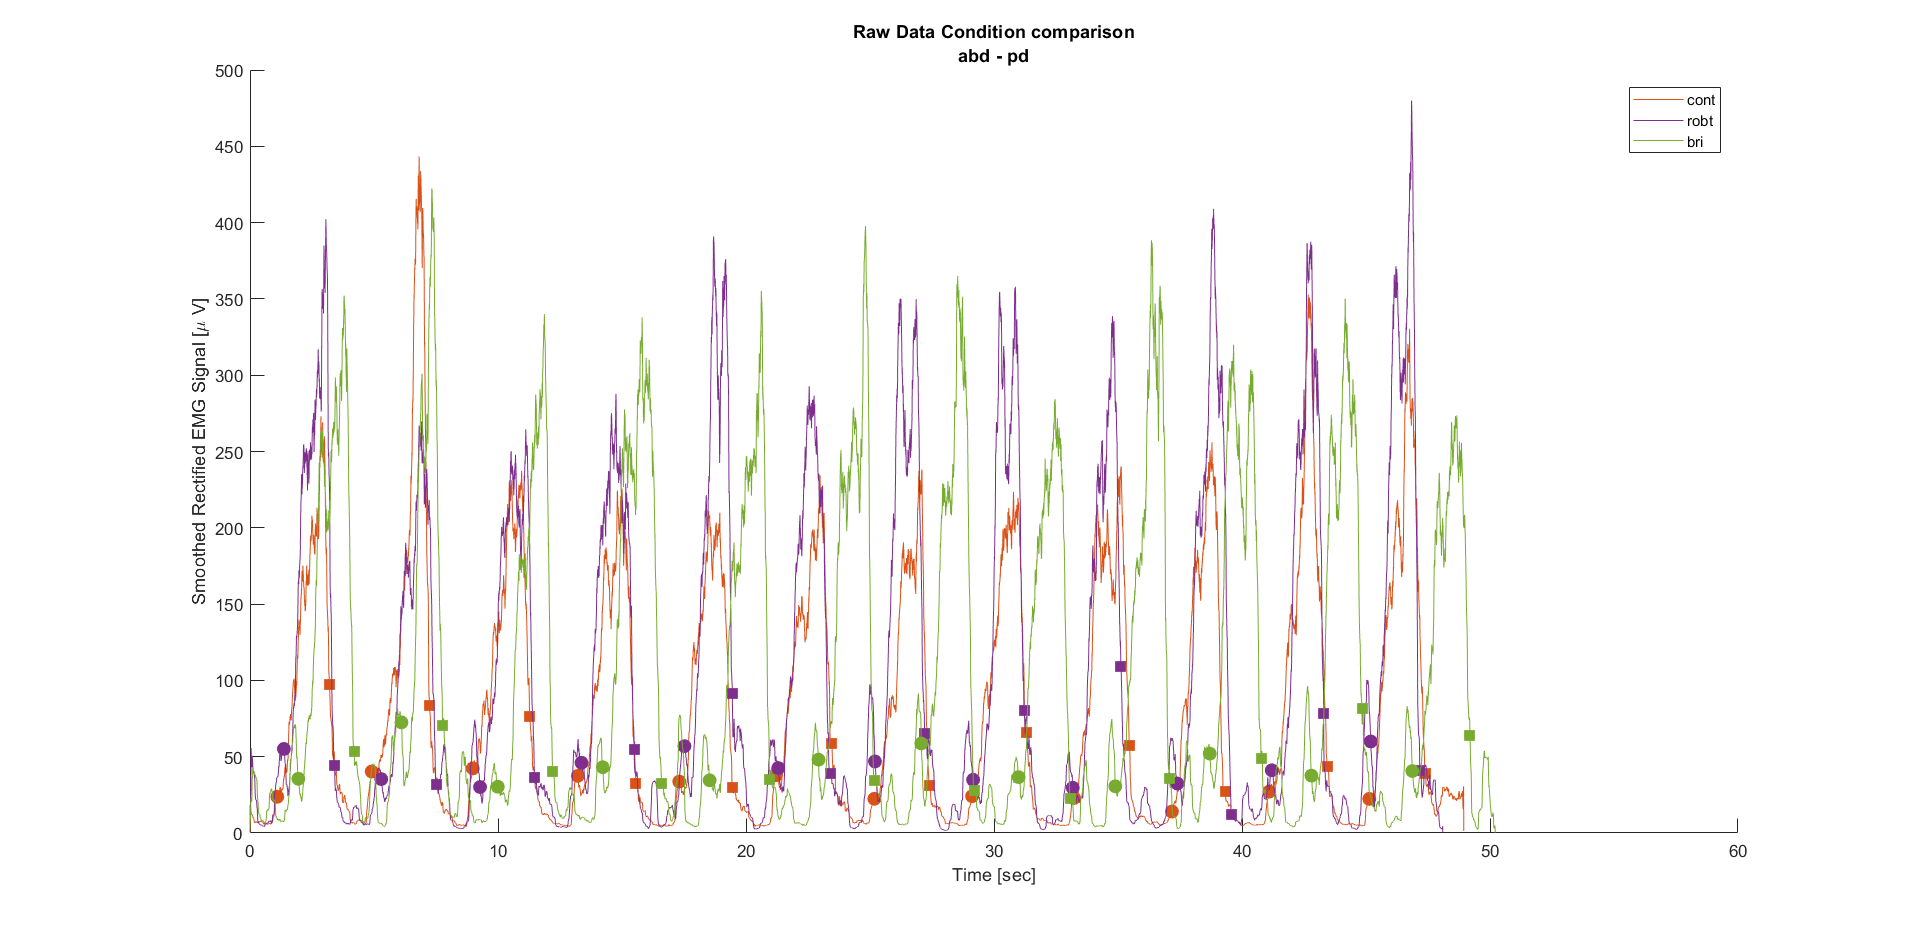 Raw Data Condition comparison
abd - pd
500
450
400
350
300
250
200
150
100
50
0
Smoothed Rectified EMG Signal [μ V]
cont
robt
bri
0 10 20 30 40 50 60
Time [sec]